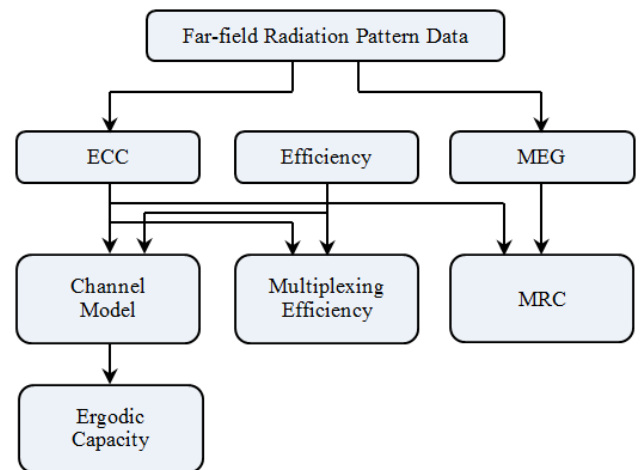 Far-field Radiation Pattern Data
ECC
Efficiency
MEG
Channel
Model
Multiplexing
Efficiency
MRC
Ergodic
Capacity